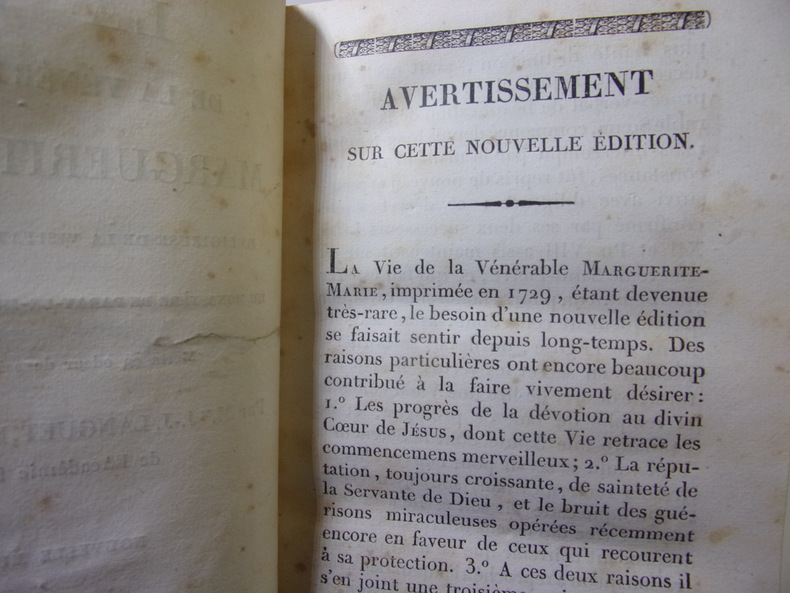 AVERTISSEMENT
SUR CETTE NOUVELLE ÉDITION.
LA Vie de la Vénérable MARGUERITE-
MARIE, imprimée en 1729, étant devenue
très-rare, le besoin d'une nouvelle édition
se faisait sentir depuis long-temps. Des
raisons particulières ont encore beaucoup
contribué à la faire vivement désirer:
1.º Les progrès de la dévotion au divin
Cœur de JÉSUS, dont cette Vie retrace les
commencemens merveilleux; 2.º La répu-
tation, toujours croissante, de sainteté de
la Servante de Dieu, et le bruit des gué-
risons miraculeuses opérées récemment
encore en faveur de ceux qui recourent
à sa protection. 3.º A ces deux raisons il
s'en joint une troisième